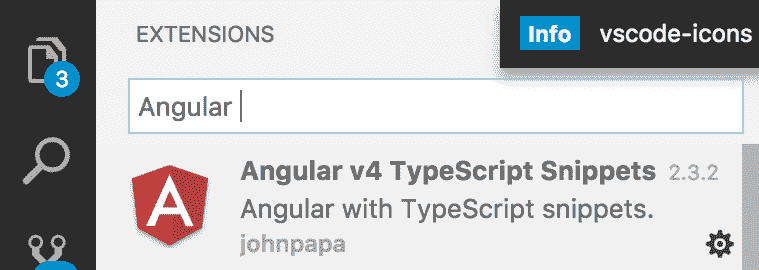 EXTENSIONS
Info vscode-icons
3
Angular
Angular v4 TypeScript Snippets 2.3.2
Angular with TypeScript snippets.
johnpapa